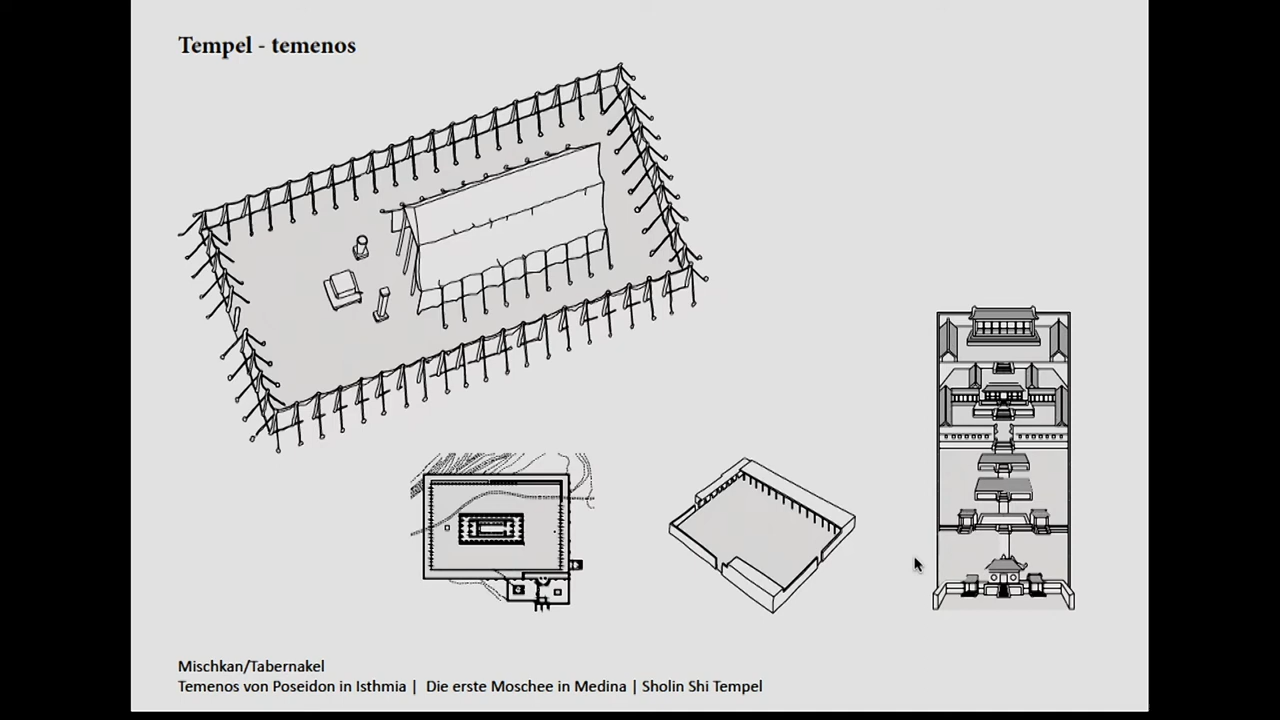 Tempel - temenos
Mischkan/Tabernakel
Temenos von Poseidon in Isthmia | Die erste Moschee in Medina | Sholin Shi Tempel